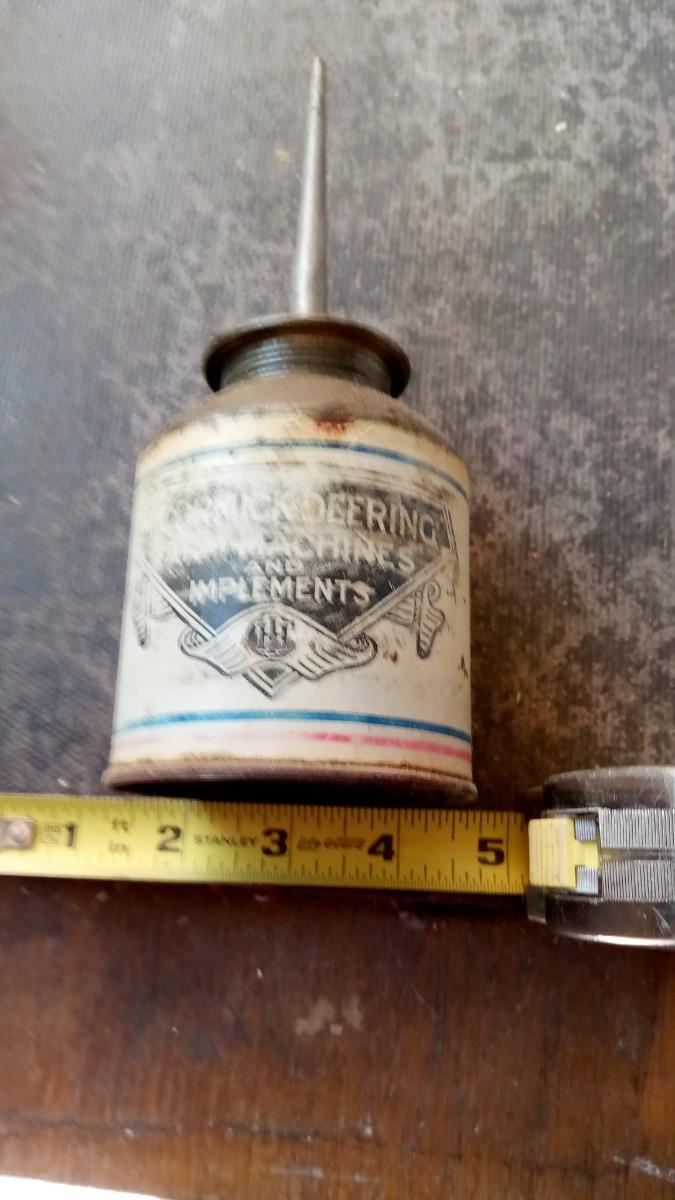 DEERING
MACHINES
AND
IMPLEMENTS
1 2 STANLEY 3 4 5